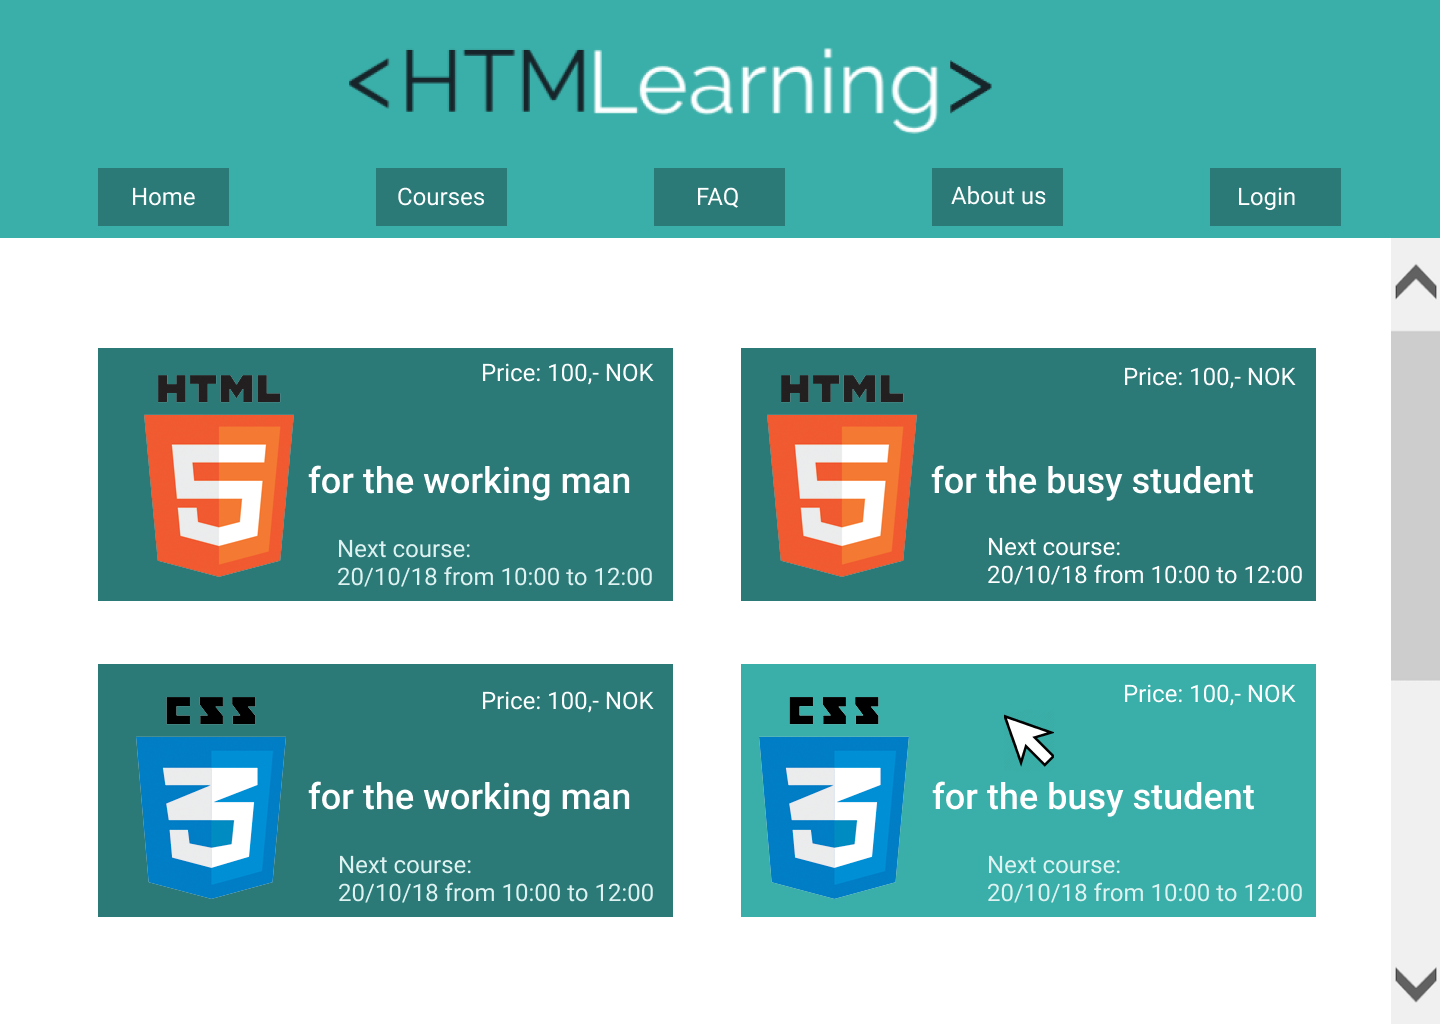 <HTMLearning>
Home
Courses
FAQ
About us
Login
Price: 100,- NOK
HTML
5
for the working man
Next course:
20/10/18 from 10:00 to 12:00
Price: 100,- NOK
HTML
5
for the busy student
Next course:
20/10/18 from 10:00 to 12:00
Price: 100,- NOK
CSS
3
for the working man
Next course:
20/10/18 from 10:00 to 12:00
Price: 100,- NOK
CSS
3
for the busy student
Next course:
20/10/18 from 10:00 to 12:00